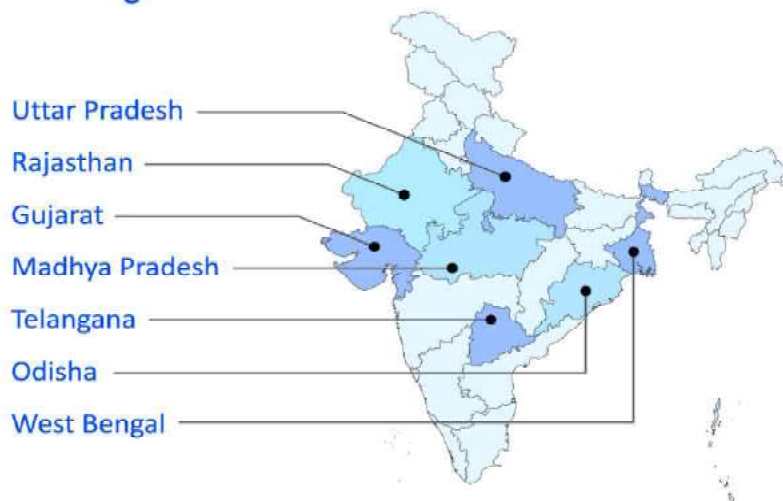 Uttar Pradesh
Rajasthan
Gujarat
Madhya Pradesh
Telangana
Odisha
West Bengal